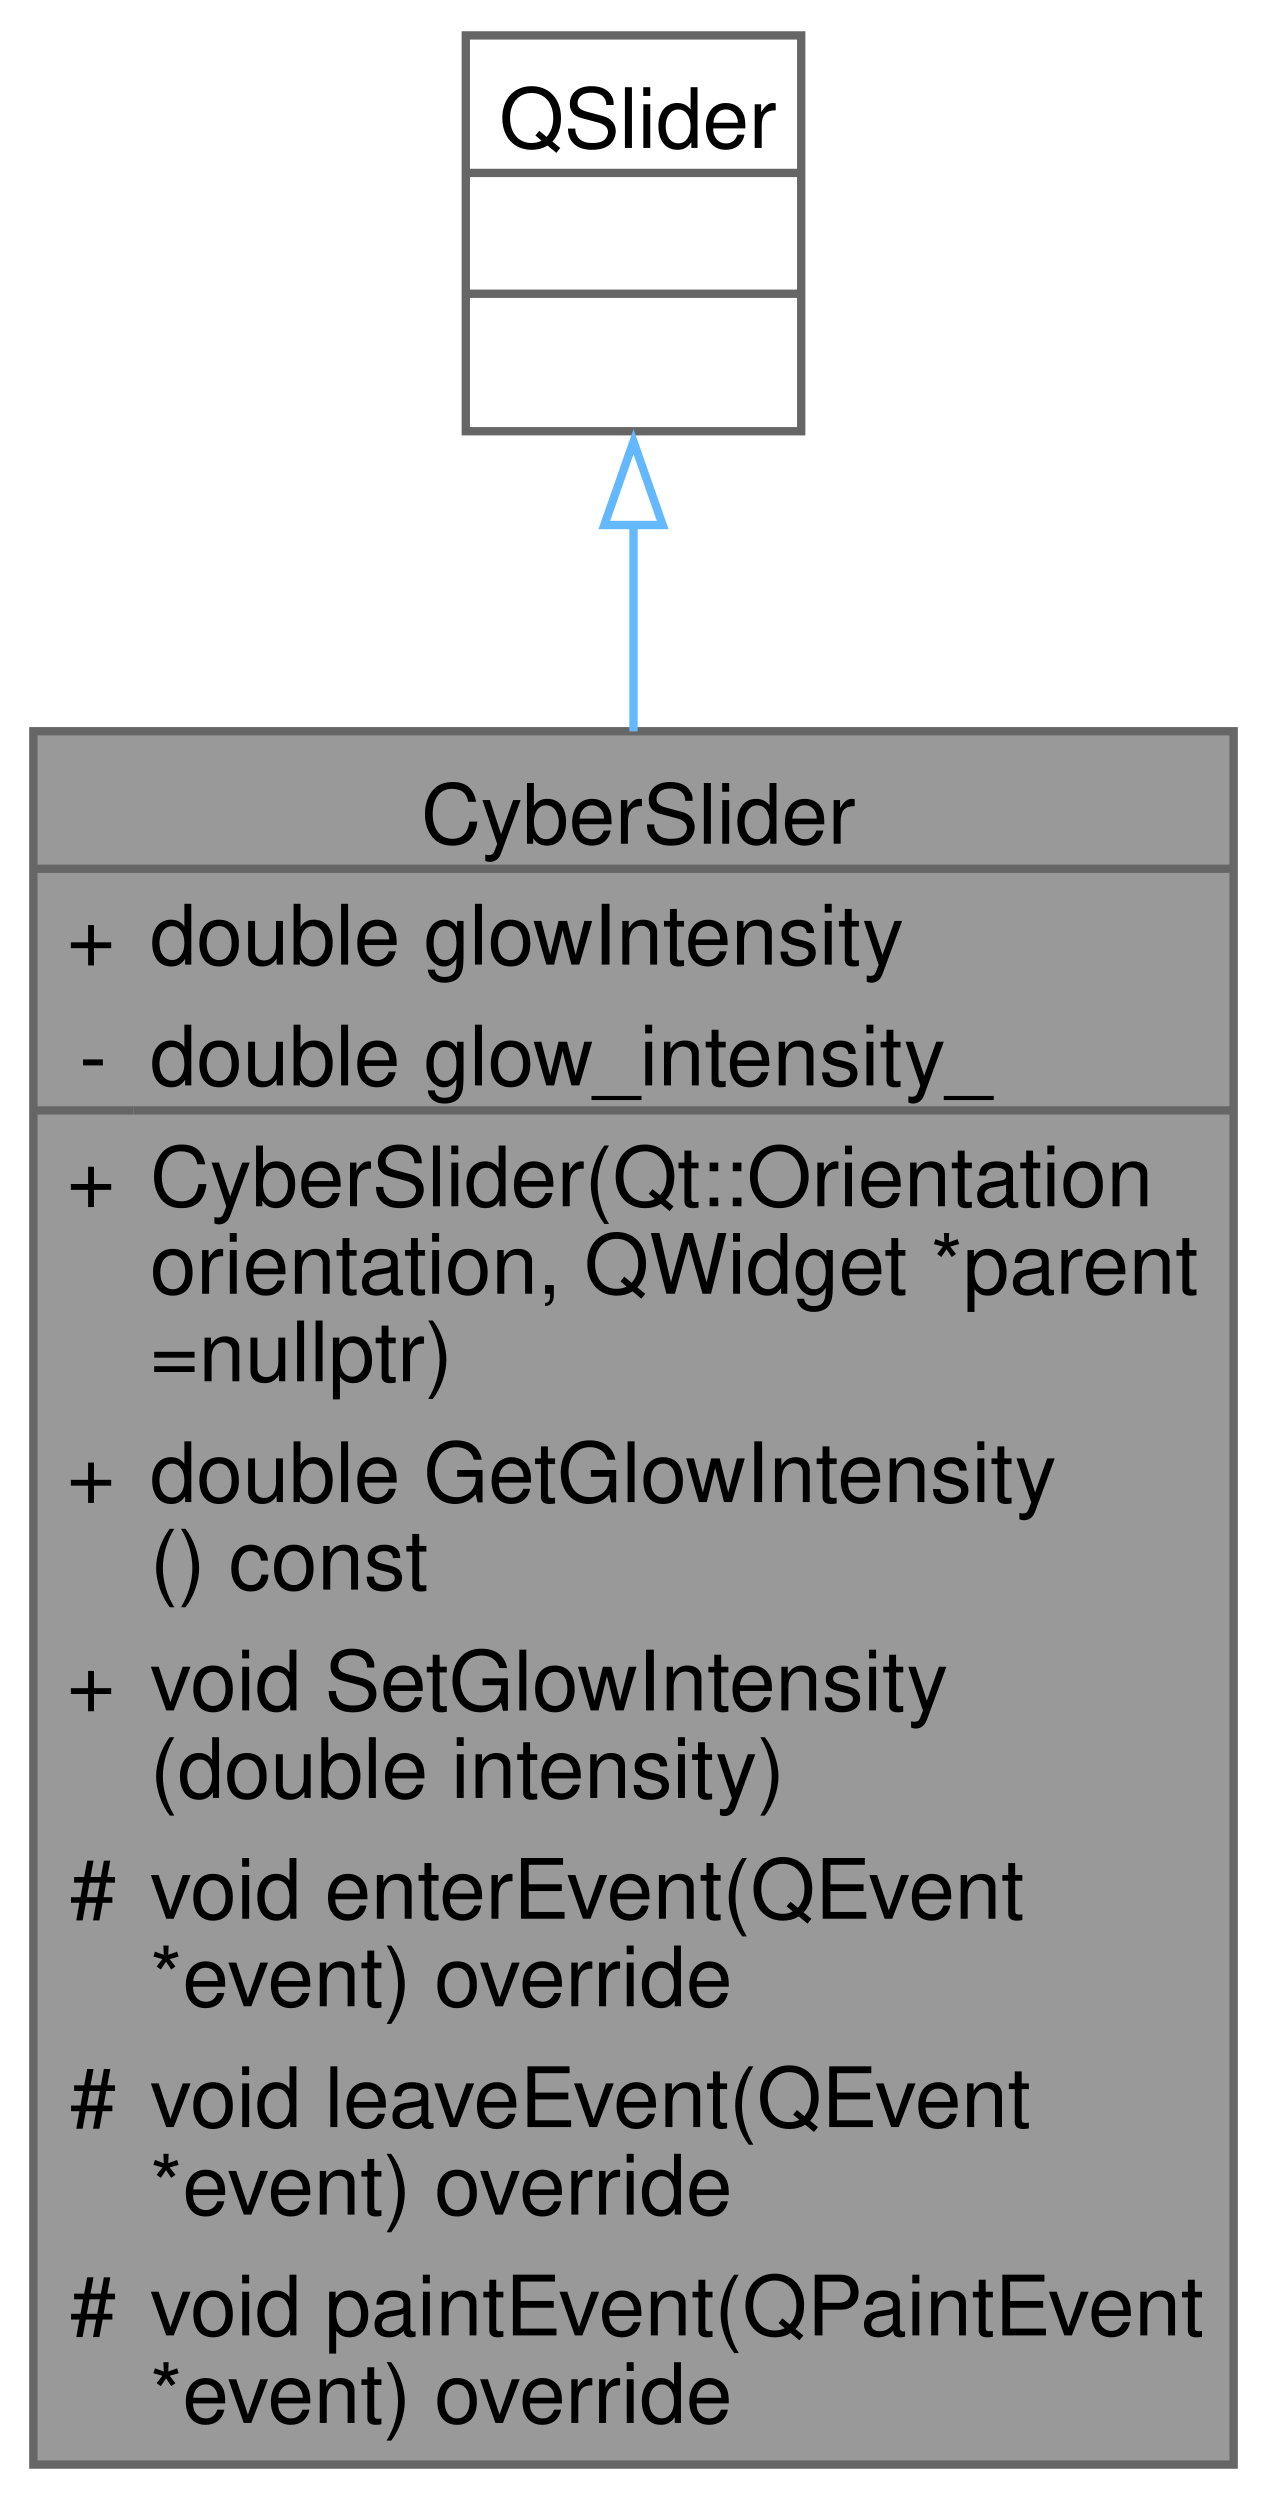 QSlider
CyberSlider
+ double glowIntensity
- double glow_intensity_
+ CyberSlider(Qt::Orientation
orientation, QWidget *parent
=nullptr)
+ double GetGlowIntensity
() const
+ void SetGlowIntensity
(double intensity)
# void enterEvent(QEvent
*event) override
# void leaveEvent(QEvent
*event) override
# void paintEvent(QPaintEvent
*event) override